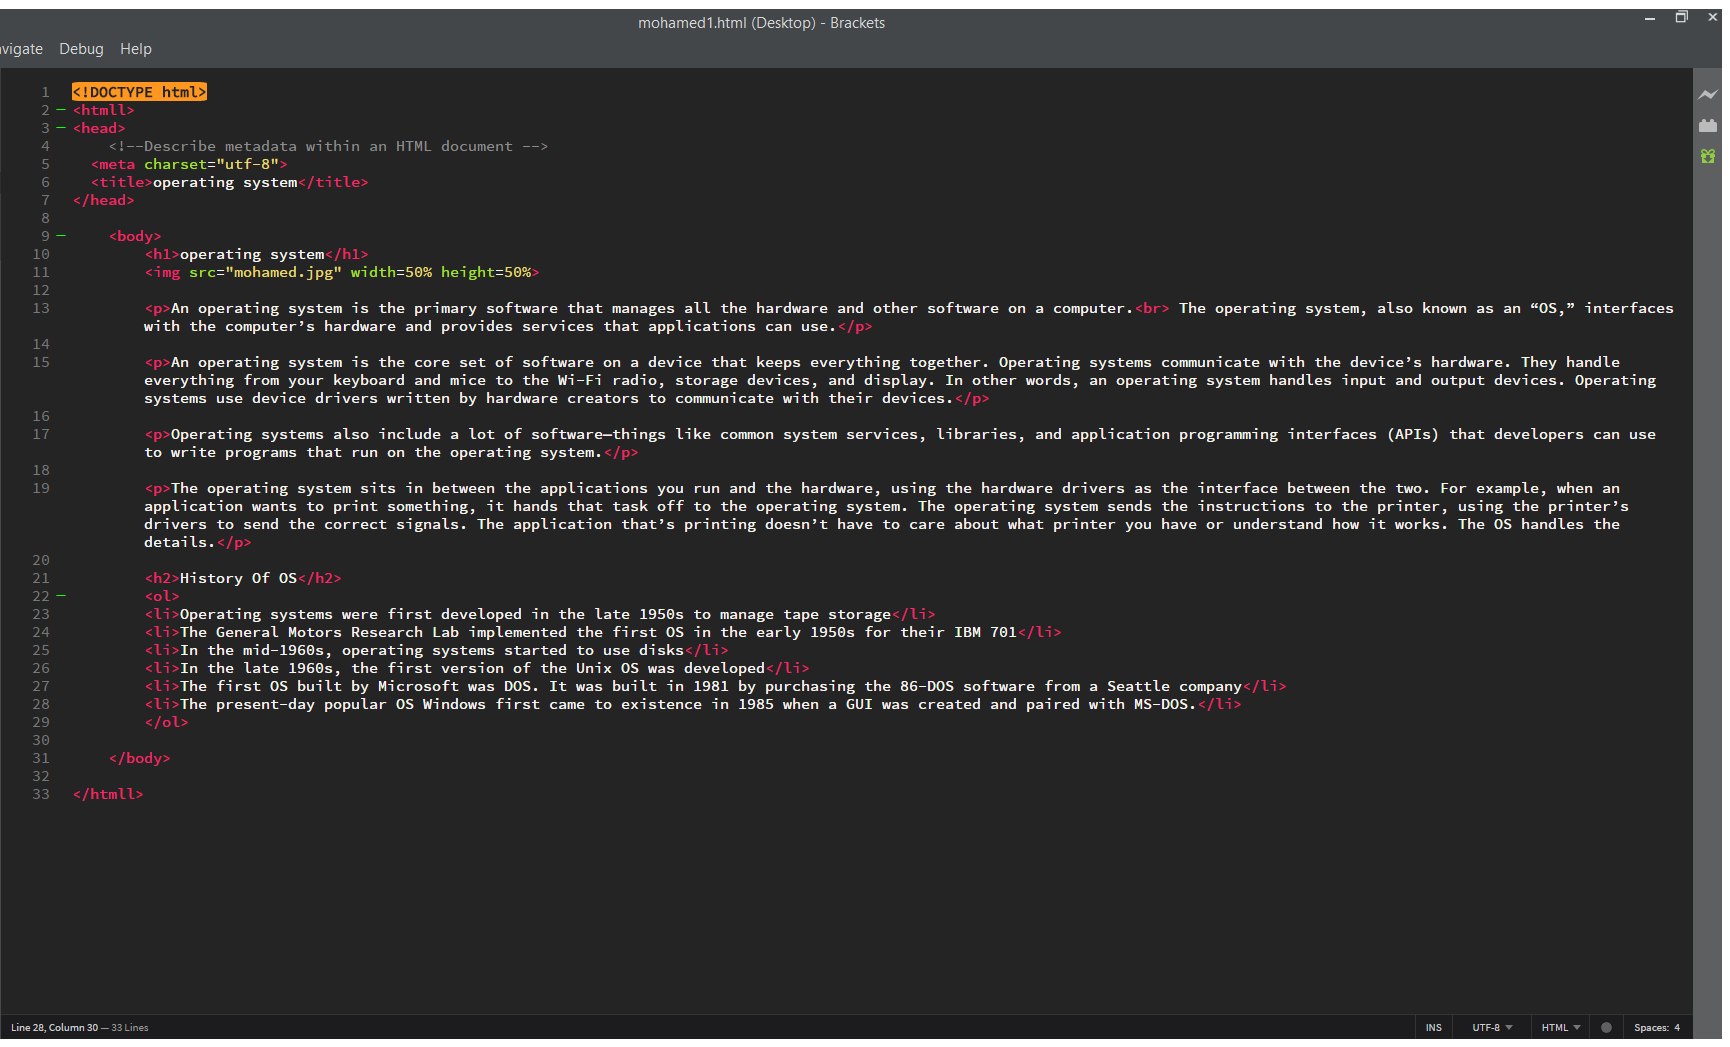 mohamed1.html (Desktop) - Brackets
avigate Debug Help
1 <!DOCTYPE html>
2 <htmll>
3 <head>
4 <!--Describe metadata within an HTML document -->
5 <meta charset="utf-8">
6 <title>operating system</title>
7 </head>
8
9 <body>
10 <h1>operating system</h1>
11 <img src="mohamed.jpg" width=50% height=50%>
12
13 <p>An operating system is the primary software that manages all the hardware and other software on a computer.<br> The operating system, also known as an “OS,” interfaces
with the computer’s hardware and provides services that applications can use.</p>
14
15 <p>An operating system is the core set of software on a device that keeps everything together. Operating systems communicate with the device’s hardware. They handle
everything from your keyboard and mice to the Wi-Fi radio, storage devices, and display. In other words, an operating system handles input and output devices. Operating
systems use device drivers written by hardware creators to communicate with their devices.</p>
16
17 <p>Operating systems also include a lot of software—things like common system services, libraries, and application programming interfaces (APIs) that developers can use
to write programs that run on the operating system.</p>
18
19 <p>The operating system sits in between the applications you run and the hardware, using the hardware drivers as the interface between the two. For example, when an
application wants to print something, it hands that task off to the operating system. The operating system sends the instructions to the printer, using the printer’s
drivers to send the correct signals. The application that’s printing doesn’t have to care about what printer you have or understand how it works. The OS handles the
details.</p>
20
21 <h2>History Of OS</h2>
22 <ol>
23 <li>Operating systems were first developed in the late 1950s to manage tape storage</li>
24 <li>The General Motors Research Lab implemented the first OS in the early 1950s for their IBM 701</li>
25 <li>In the mid-1960s, operating systems started to use disks</li>
26 <li>In the late 1960s, the first version of the Unix OS was developed</li>
27 <li>The first OS built by Microsoft was DOS. It was built in 1981 by purchasing the 86-DOS software from a Seattle company</li>
28 <li>The present-day popular OS Windows first came to existence in 1985 when a GUI was created and paired with MS-DOS.</li>
29 </ol>
30
31 </body>
32
33 </htmll>
Line 28, Column 30 — 33 Lines INS UTF-8 HTML Spaces: 4